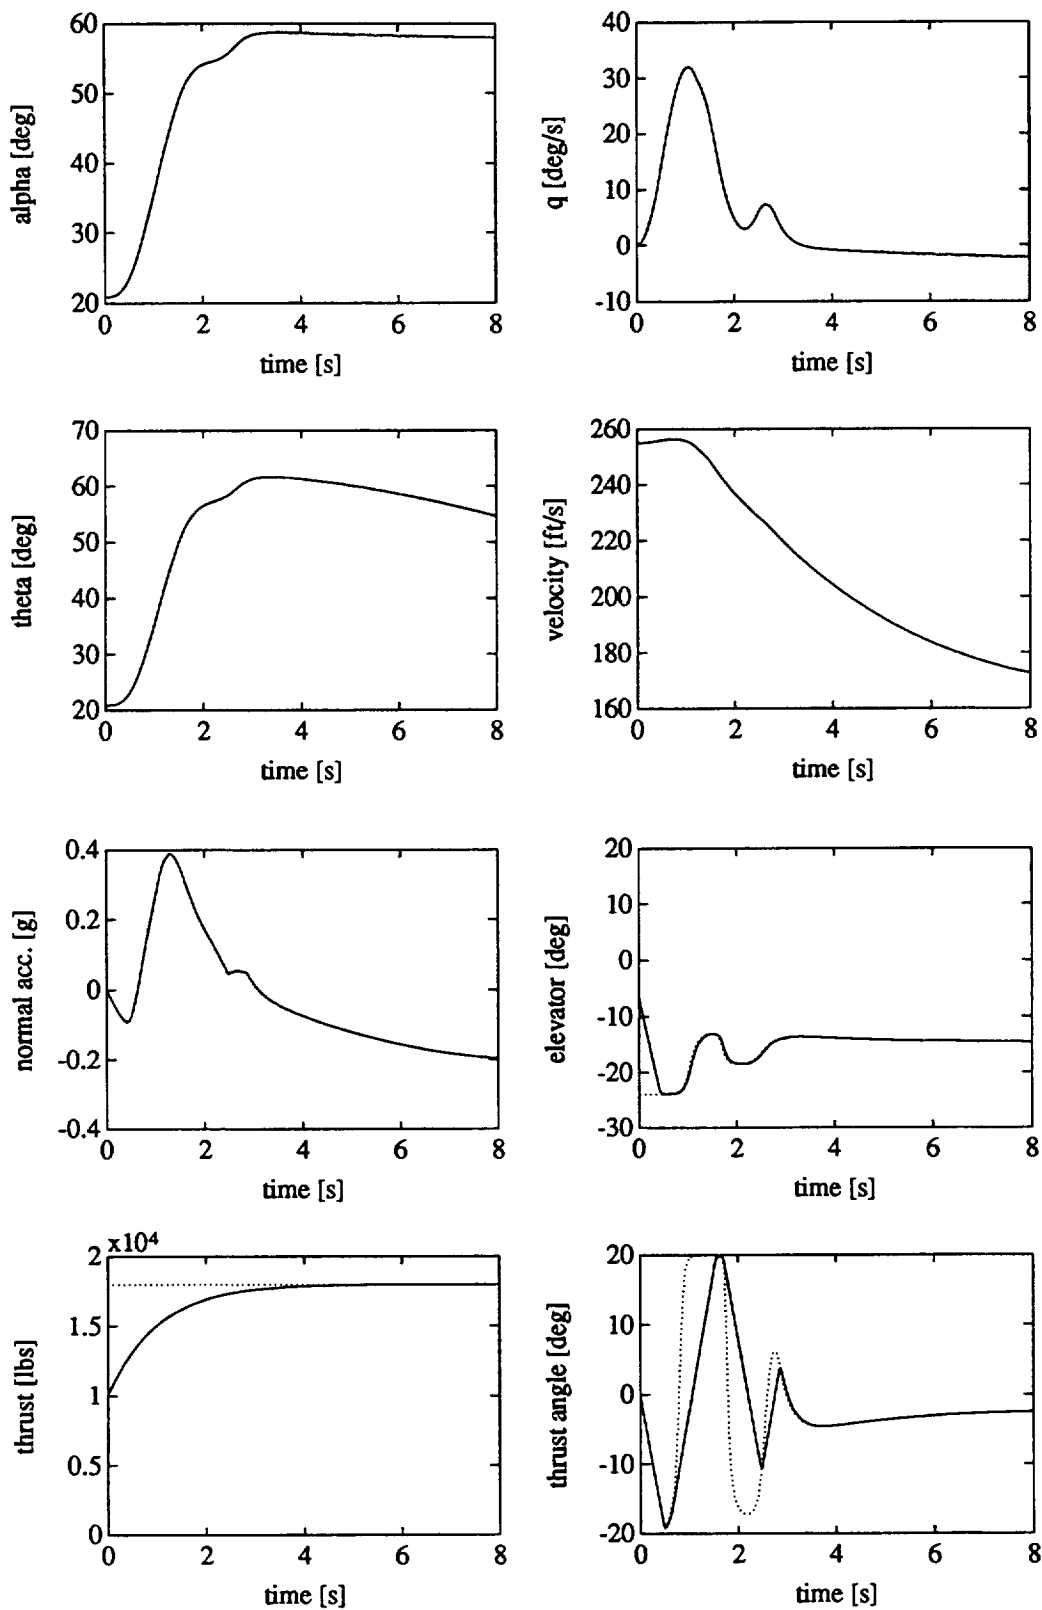 60
50
40
30
20
alpha [deg]
0 2 4 6 8
time [s]
40
30
20
10
0
-10
q [deg/s]
0 2 4 6 8
time [s]
70
60
50
40
30
20
theta [deg]
0 2 4 6 8
time [s]
260
240
220
200
180
160
velocity [ft/s]
0 2 4 6 8
time [s]
0.4
0.2
0
-0.2
-0.4
normal acc. [g]
0 2 4 6 8
time [s]
20
10
0
-10
-20
-30
elevator [deg]
0 2 4 6 8
time [s]
x10⁴
2
1.5
1
0.5
0
thrust [lbs]
0 2 4 6 8
time [s]
20
10
0
-10
-20
thrust angle [deg]
0 2 4 6 8
time [s]